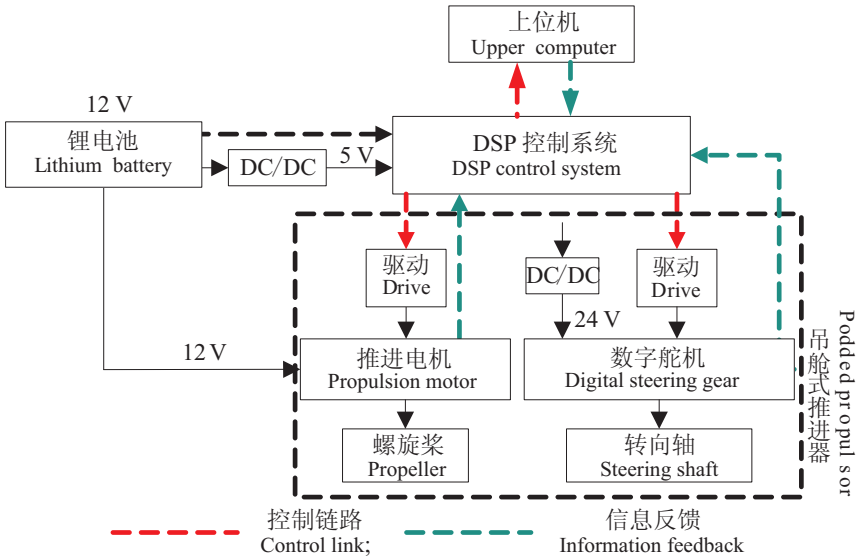 上位机
Upper computer
12 V
锂电池
Lithium battery
DC/DC
5 V
DSP 控制系统
DSP control system
驱动
Drive
DC/DC
驱动
Drive
24 V
12 V
推进电机
Propulsion motor
数字舵机
Digital steering gear
螺旋桨
Propeller
转向轴
Steering shaft
吊舱式推进器
Podded propulsor
控制链路
Control link;
信息反馈
Information feedback